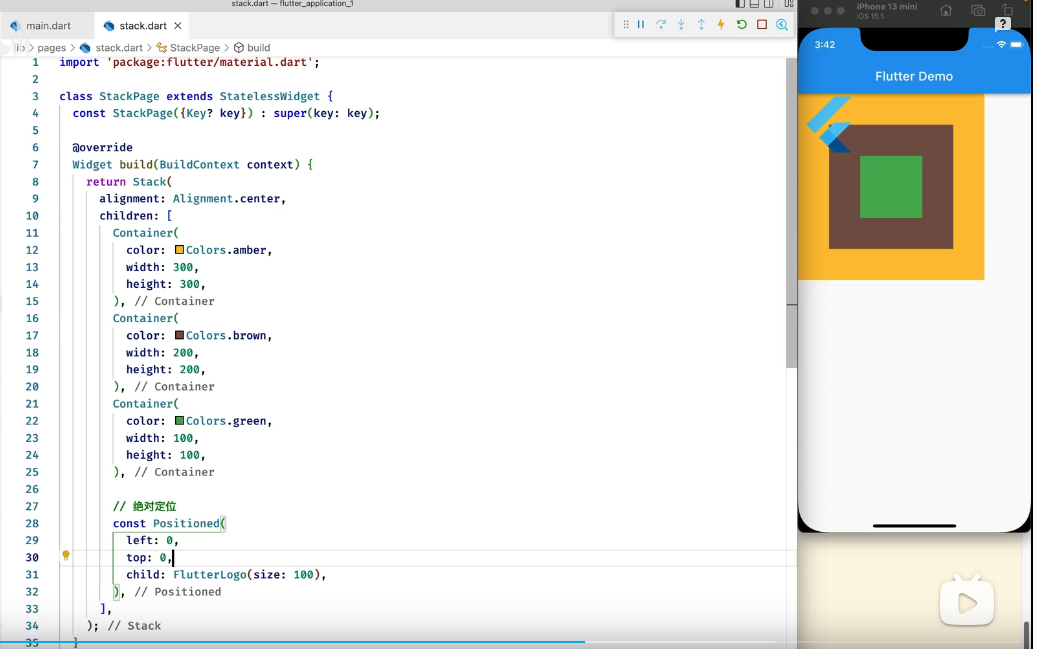 stack.dart — flutter_application_1
main.dart
stack.dart
lib > pages > stack.dart > StackPage > build
1 import 'package:flutter/material.dart';
2
3 class StackPage extends StatelessWidget {
4 const StackPage({Key? key}) : super(key: key);
5
6 @override
7 Widget build(BuildContext context) {
8 return Stack(
9 alignment: Alignment.center,
10 children: [
11 Container(
12 color: Colors.amber,
13 width: 300,
14 height: 300,
15 ), // Container
16 Container(
17 color: Colors.brown,
18 width: 200,
19 height: 200,
20 ), // Container
21 Container(
22 color: Colors.green,
23 width: 100,
24 height: 100,
25 ), // Container
26
27 // 绝对定位
28 const Positioned(
29 left: 0,
30 top: 0,
31 child: FlutterLogo(size: 100),
32 ), // Positioned
33 ],
34 ); // Stack
35 }
iPhone 13 mini
iOS 15.5
?
3:42
Flutter Demo